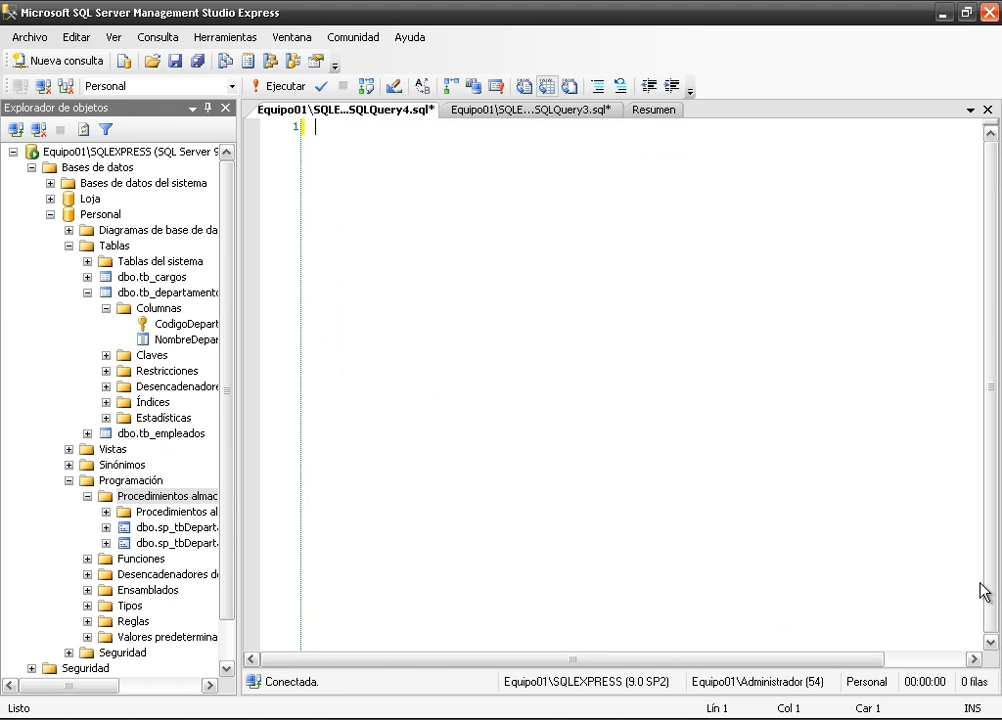 Microsoft SQL Server Management Studio Express
Archivo Editar Ver Consulta Herramientas Ventana Comunidad Ayuda
Nueva consulta
Personal Ejecutar
Explorador de objetos
Equipo01\SQLE...SQLQuery4.sql* Equipo01\SQLE...SQLQuery3.sql* Resumen
1
Equipo01\SQLEXPRESS (SQL Server 9
Bases de datos
Bases de datos del sistema
Loja
Personal
Diagramas de base de da
Tablas
Tablas del sistema
dbo.tb_cargos
dbo.tb_departamento
Columnas
CodigoDepart
NombreDepar
Claves
Restricciones
Desencadenadore
Índices
Estadísticas
dbo.tb_empleados
Vistas
Sinónimos
Programación
Procedimientos almac
Procedimientos al
dbo.sp_tbDepart
dbo.sp_tbDepart
Funciones
Desencadenadores d
Ensamblados
Tipos
Reglas
Valores predetermina
Seguridad
Seguridad
Conectada. Equipo01\SQLEXPRESS (9.0 SP2) Equipo01\Administrador (54) Personal 00:00:00 0 filas
Listo Lín 1 Col 1 Car 1 INS